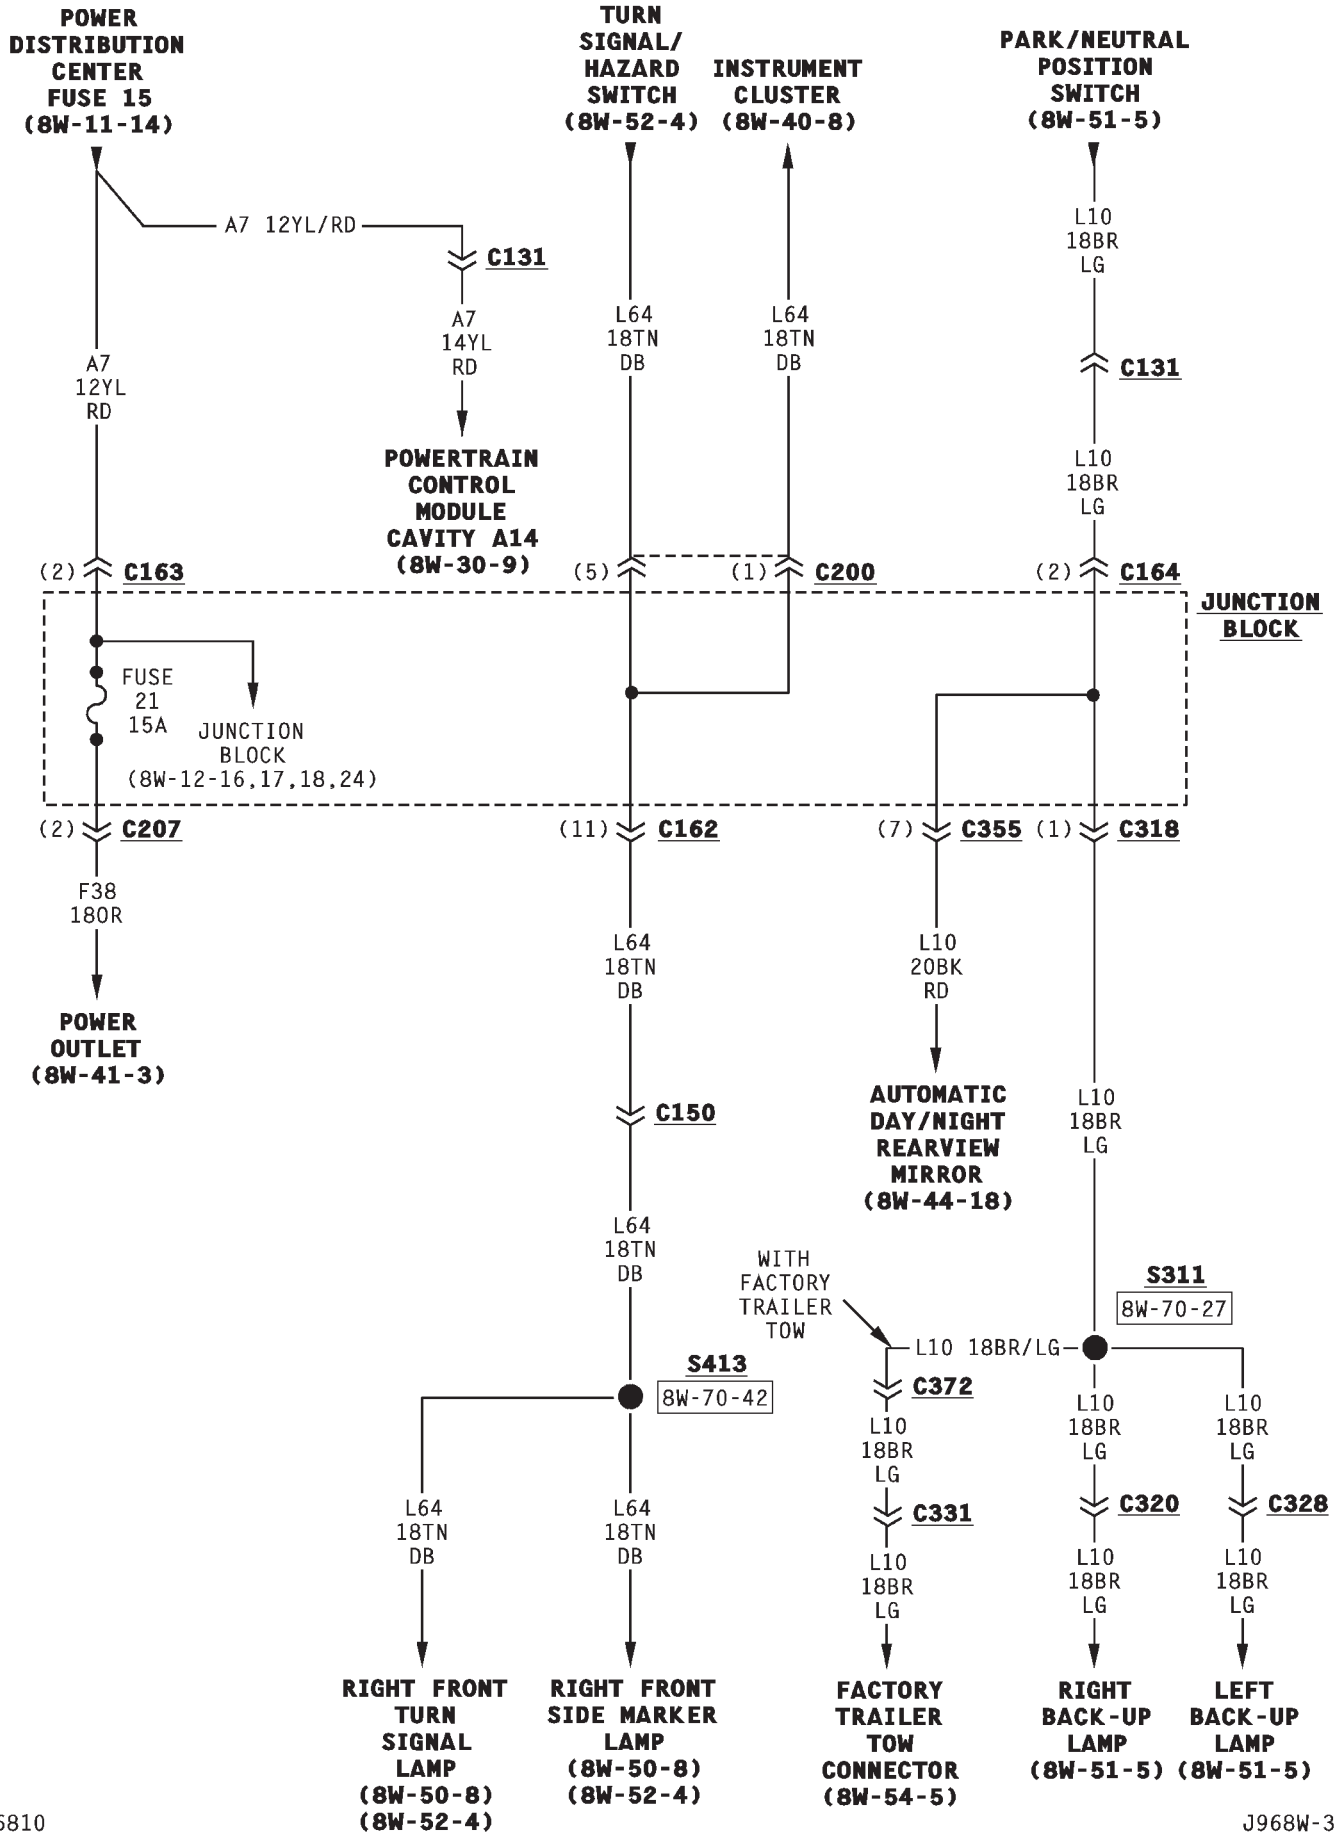 POWER
DISTRIBUTION
CENTER
FUSE 15
(8W-11-14)
TURN
SIGNAL/
HAZARD
SWITCH
(8W-52-4)
INSTRUMENT
CLUSTER
(8W-40-8)
PARK/NEUTRAL
POSITION
SWITCH
(8W-51-5)
A7 12YL/RD
C131
A7
14YL
RD
POWERTRAIN
CONTROL
MODULE
CAVITY A14
(8W-30-9)
A7
12YL
RD
L64
18TN
DB
L64
18TN
DB
L10
18BR
LG
C131
L10
18BR
LG
(2) C163
(5)
(1) C200
(2) C164
JUNCTION
BLOCK
FUSE
21
15A
JUNCTION
BLOCK
(8W-12-16,17,18,24)
(2) C207
(11) C162
(7) C355
(1) C318
F38
18OR
POWER
OUTLET
(8W-41-3)
L64
18TN
DB
C150
L64
18TN
DB
L10
20BK
RD
AUTOMATIC
DAY/NIGHT
REARVIEW
MIRROR
(8W-44-18)
L10
18BR
LG
WITH
FACTORY
TRAILER
TOW
S311
8W-70-27
L10 18BR/LG
S413
8W-70-42
C372
L10
18BR
LG
C331
L10
18BR
LG
L10
18BR
LG
C320
L10
18BR
LG
L10
18BR
LG
C328
L10
18BR
LG
L64
18TN
DB
L64
18TN
DB
RIGHT FRONT
TURN
SIGNAL
LAMP
(8W-50-8)
(8W-52-4)
RIGHT FRONT
SIDE MARKER
LAMP
(8W-50-8)
(8W-52-4)
FACTORY
TRAILER
TOW
CONNECTOR
(8W-54-5)
RIGHT
BACK-UP
LAMP
(8W-51-5)
LEFT
BACK-UP
LAMP
(8W-51-5)
6810
J968W-3